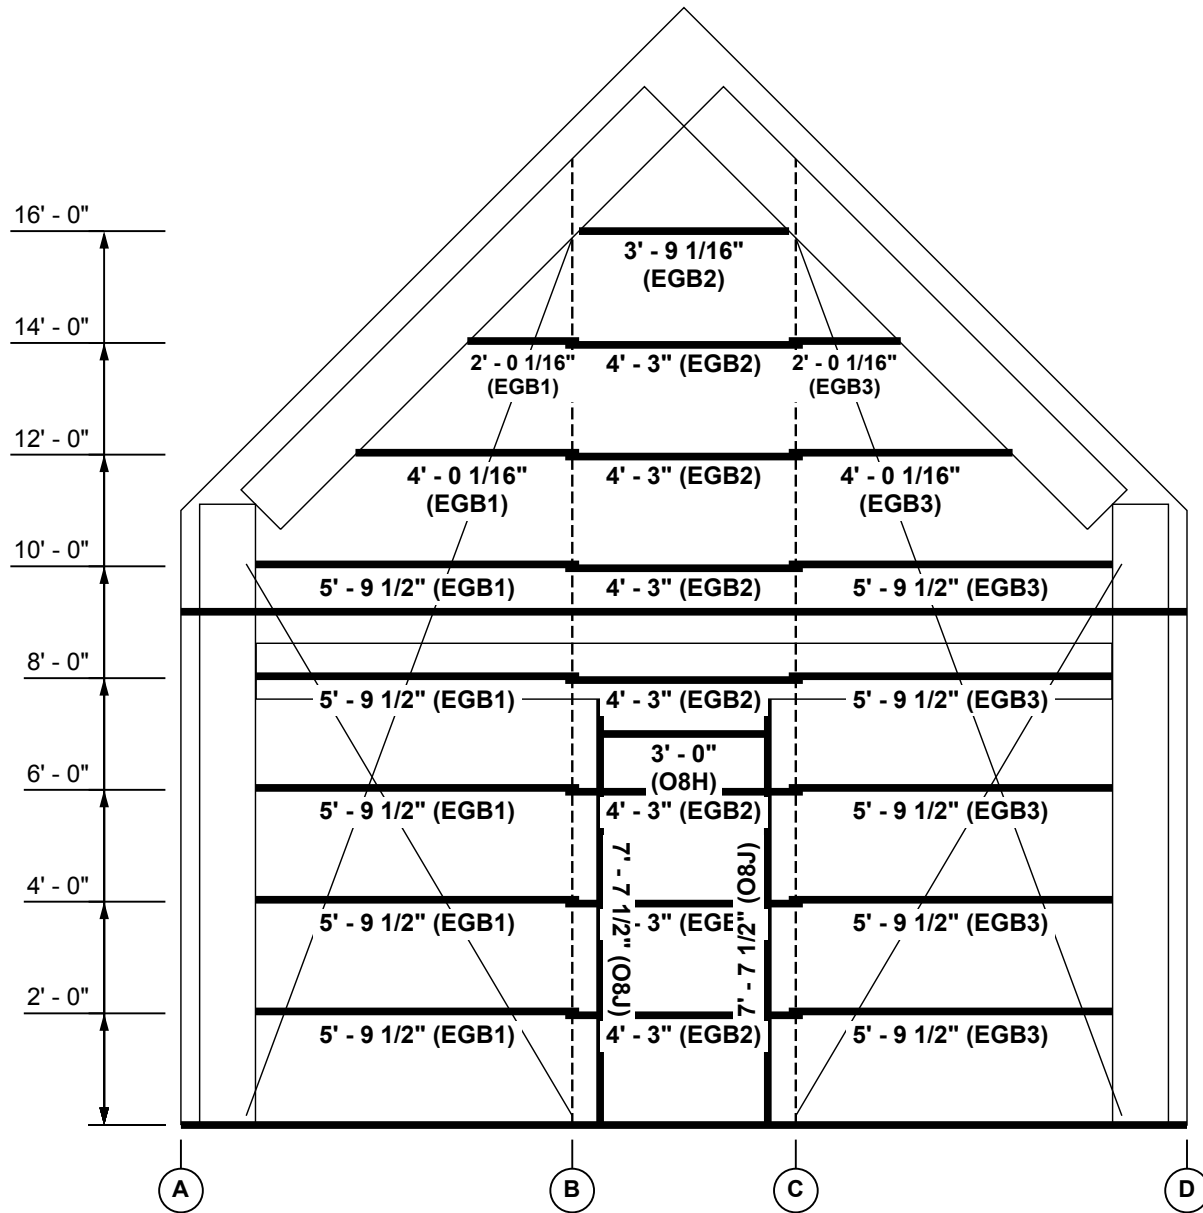 16' - 0"
3' - 9 1/16"
(EGB2)
14' - 0"
2' - 0 1/16"
(EGB1)
4' - 3" (EGB2)
2' - 0 1/16"
(EGB3)
12' - 0"
4' - 0 1/16"
(EGB1)
4' - 3" (EGB2)
4' - 0 1/16"
(EGB3)
10' - 0"
5' - 9 1/2" (EGB1)
4' - 3" (EGB2)
5' - 9 1/2" (EGB3)
8' - 0"
5' - 9 1/2" (EGB1)
4' - 3" (EGB2)
5' - 9 1/2" (EGB3)
3' - 0"
(O8H)
6' - 0"
5' - 9 1/2" (EGB1)
4' - 3" (EGB2)
5' - 9 1/2" (EGB3)
7' - 7 1/2" (O8J)
7' - 7 1/2" (O8J)
4' - 0"
5' - 9 1/2" (EGB1)
- 3" (EGB
5' - 9 1/2" (EGB3)
2' - 0"
5' - 9 1/2" (EGB1)
4' - 3" (EGB2)
5' - 9 1/2" (EGB3)
A
B
C
D